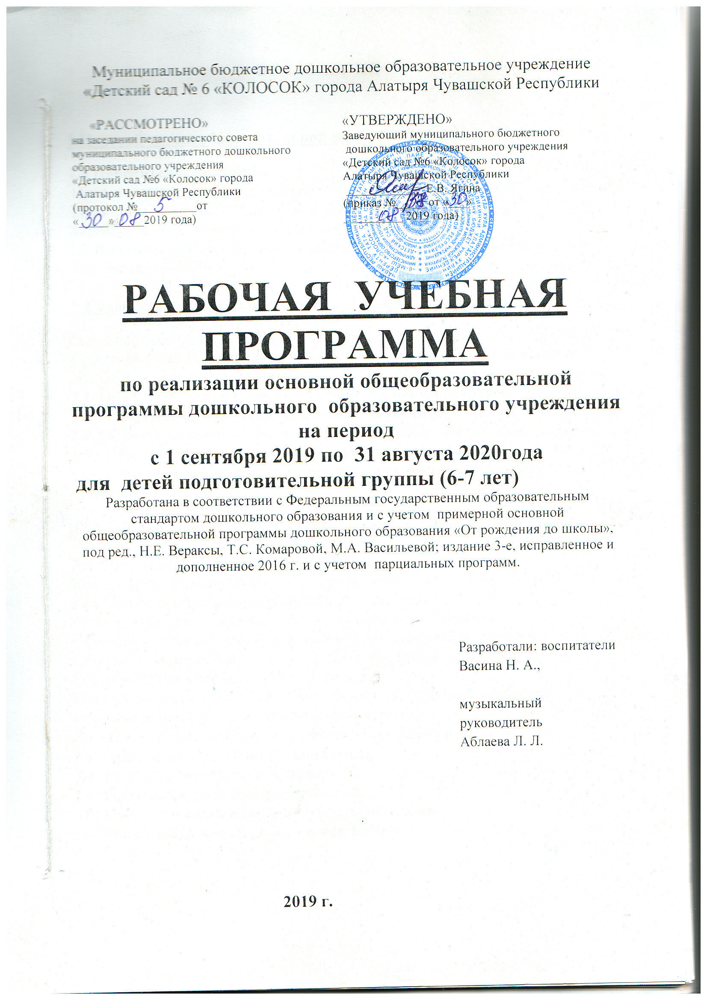 Муниципальное бюджетное дошкольное образовательное учреждение
«Детский сад № 6 «КОЛОСОК» города Алатыря Чувашской Республики
«РАССМОТРЕНО»
на заседании педагогического совета
муниципального бюджетного дошкольного
образовательного учреждения
«Детский сад №6 «Колосок» города
Алатыря Чувашской Республики
(протокол № 5 от
«30» 08 2019 года)
«УТВЕРЖДЕНО»
Заведующий муниципального бюджетного
дошкольного образовательного учреждения
«Детский сад №6 «Колосок» города
Алатыря Чувашской Республики
Е.В. Ягина
(приказ № от «30»
08 2019 года)
РАБОЧАЯ УЧЕБНАЯ
ПРОГРАММА
по реализации основной общеобразовательной
программы дошкольного образовательного учреждения
на период
с 1 сентября 2019 по 31 августа 2020года
для детей подготовительной группы (6-7 лет)
Разработана в соответствии с Федеральным государственным образовательным
стандартом дошкольного образования и с учетом примерной основной
общеобразовательной программы дошкольного образования «От рождения до школы»,
под ред., Н.Е. Вераксы, Т.С. Комаровой, М.А. Васильевой; издание 3-е, исправленное и
дополненное 2016 г. и с учетом парциальных программ.
Разработали: воспитатели
Васина Н. А.,
музыкальный
руководитель
Аблаева Л. Л.
2019 г.